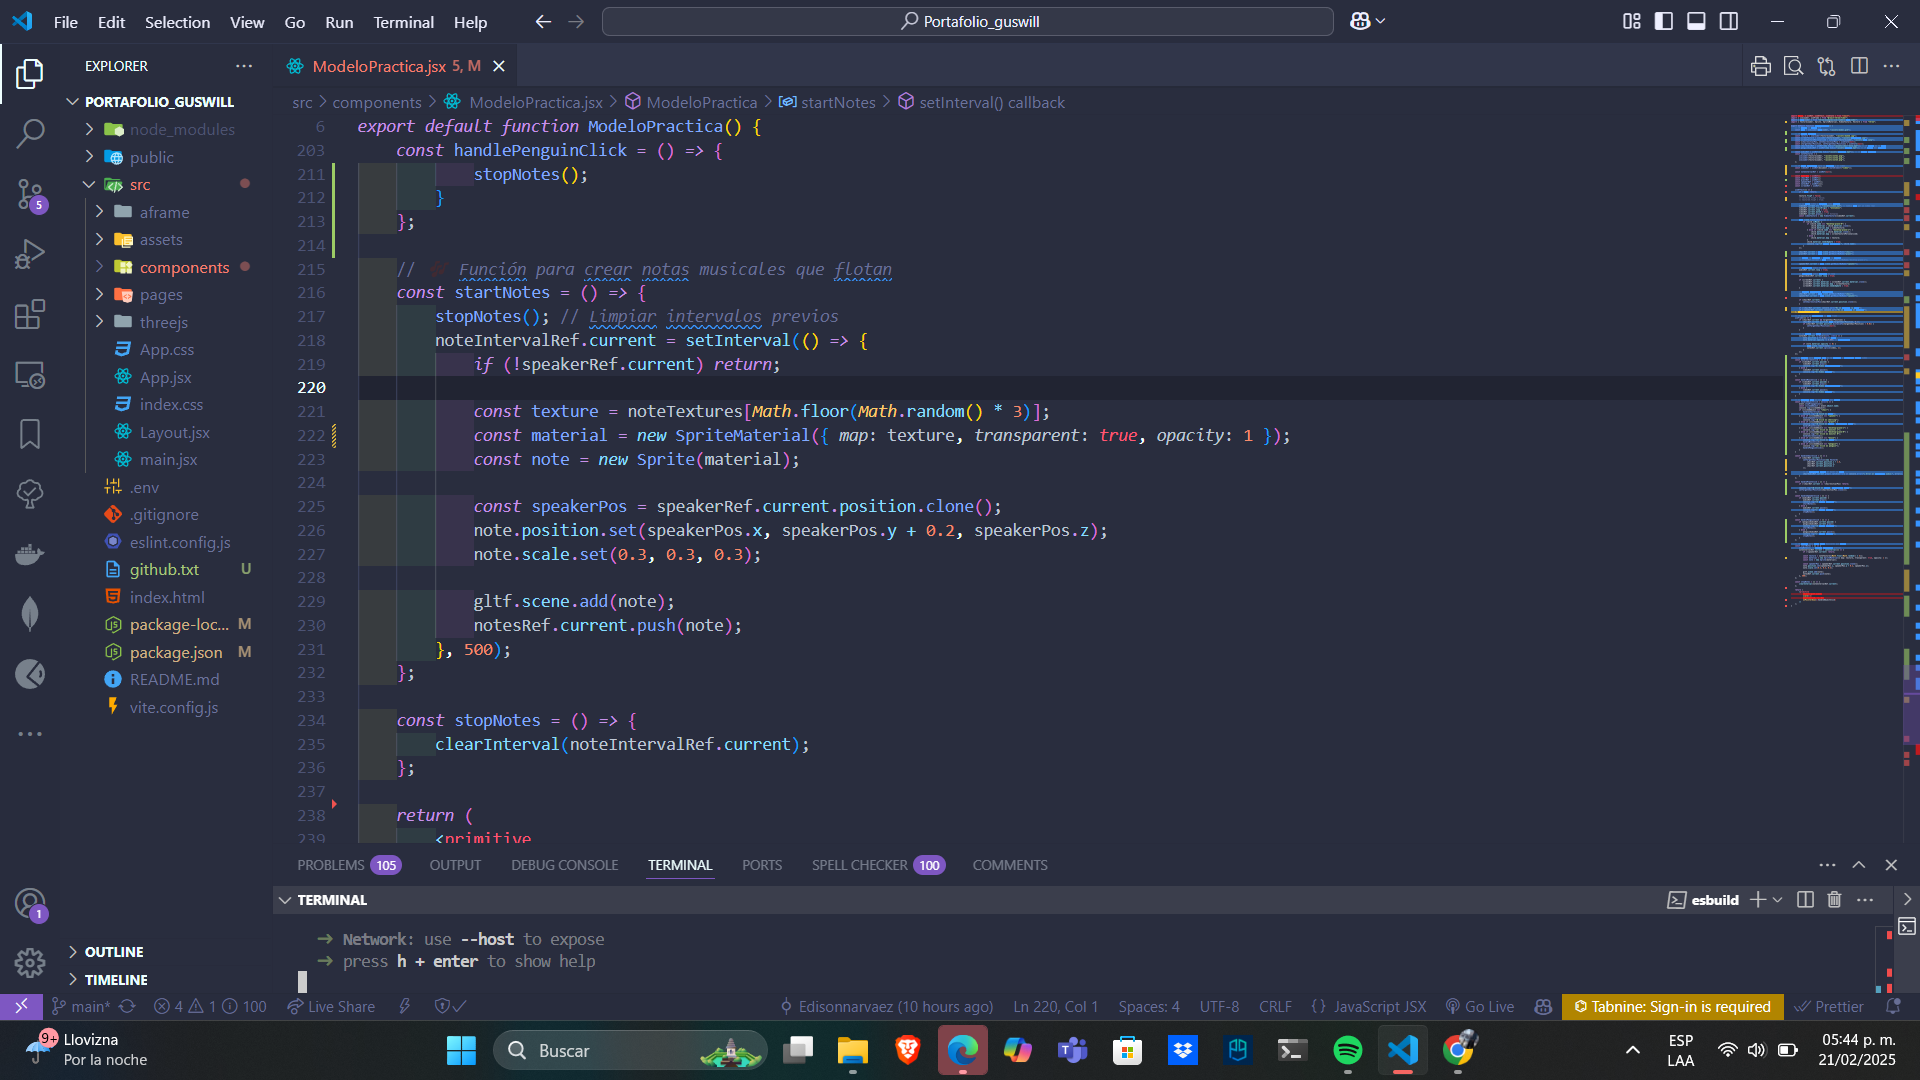 File Edit Selection View Go Run Terminal Help
Portafolio_guswill
EXPLORER
PORTAFOLIO_GUSWILL
node_modules
public
src
aframe
assets
components
pages
threejs
App.css
App.jsx
index.css
Layout.jsx
main.jsx
.env
.gitignore
eslint.config.js
github.txt U
index.html
package-loc... M
package.json M
README.md
vite.config.js
OUTLINE
TIMELINE
5
1
ModeloPractica.jsx 5, M
src > components > ModeloPractica.jsx > ModeloPractica > startNotes > setInterval() callback
6 export default function ModeloPractica() {
203 const handlePenguinClick = () => {
211 stopNotes();
212 }
213 };
214
215 // Función para crear notas musicales que flotan
216 const startNotes = () => {
217 stopNotes(); // Limpiar intervalos previos
218 noteIntervalRef.current = setInterval(() => {
219 if (!speakerRef.current) return;
220
221 const texture = noteTextures[Math.floor(Math.random() * 3)];
222 const material = new SpriteMaterial({ map: texture, transparent: true, opacity: 1 });
223 const note = new Sprite(material);
224
225 const speakerPos = speakerRef.current.position.clone();
226 note.position.set(speakerPos.x, speakerPos.y + 0.2, speakerPos.z);
227 note.scale.set(0.3, 0.3, 0.3);
228
229 gltf.scene.add(note);
230 notesRef.current.push(note);
231 }, 500);
232 };
233
234 const stopNotes = () => {
235 clearInterval(noteIntervalRef.current);
236 };
237
238 return (
239 <primitive
PROBLEMS 105 OUTPUT DEBUG CONSOLE TERMINAL PORTS SPELL CHECKER 100 COMMENTS
TERMINAL
esbuild
→ Network: use --host to expose
→ press h + enter to show help
main* 4 1 100 Live Share Edisonnarvaez (10 hours ago) Ln 220, Col 1 Spaces: 4 UTF-8 CRLF {} JavaScript JSX Go Live Tabnine: Sign-in is required Prettier
9+
Llovizna
Por la noche
Buscar
ESP
LAA
05:44 p. m.
21/02/2025